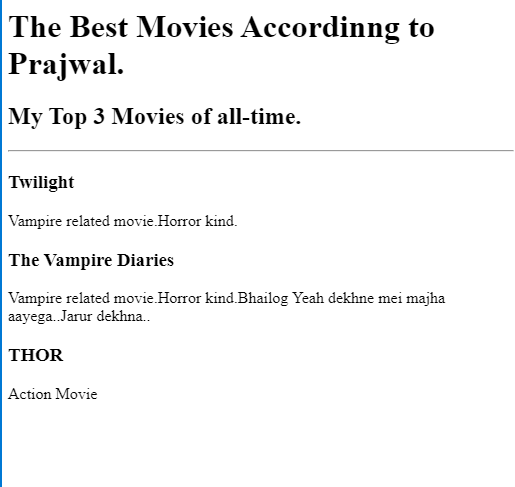 The Best Movies Accordinng to
Prajwal.
My Top 3 Movies of all-time.
Twilight
Vampire related movie.Horror kind.
The Vampire Diaries
Vampire related movie.Horror kind.Bhailog Yeah dekhne mei majha
aayega..Jarur dekhna..
THOR
Action Movie